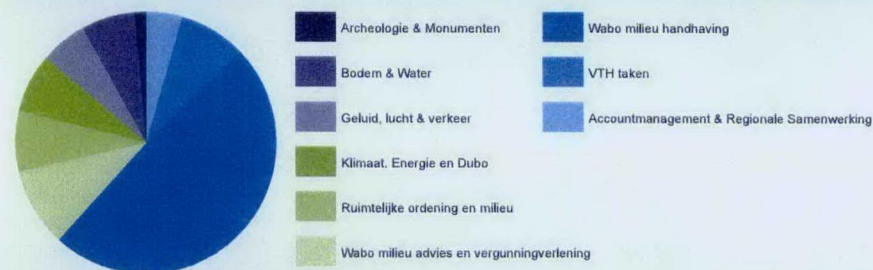 Archeologie & Monumenten
Bodem & Water
Geluid, lucht & verkeer
Klimaat. Energie en Dubo
Ruimtelijke ordening en milieu
Wabo milieu advies en vergunningverlening
Wabo milieu handhaving
VTH taken
Accountmanagement & Regionale Samenwerking